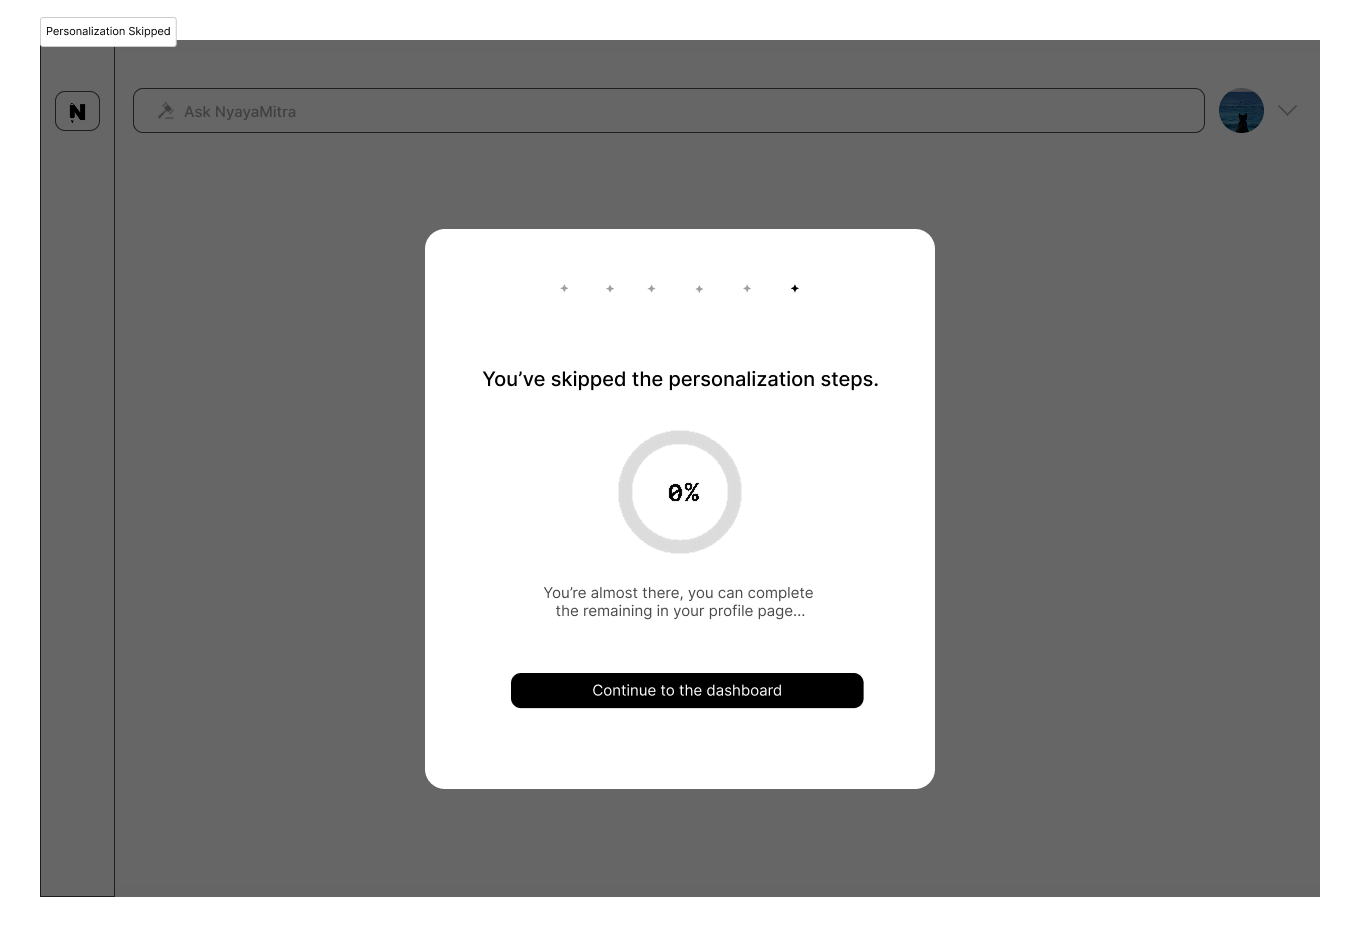 Personalization Skipped
N
Ask NyayaMitra
You’ve skipped the personalization steps.
0%
You’re almost there, you can complete
the remaining in your profile page...
Continue to the dashboard